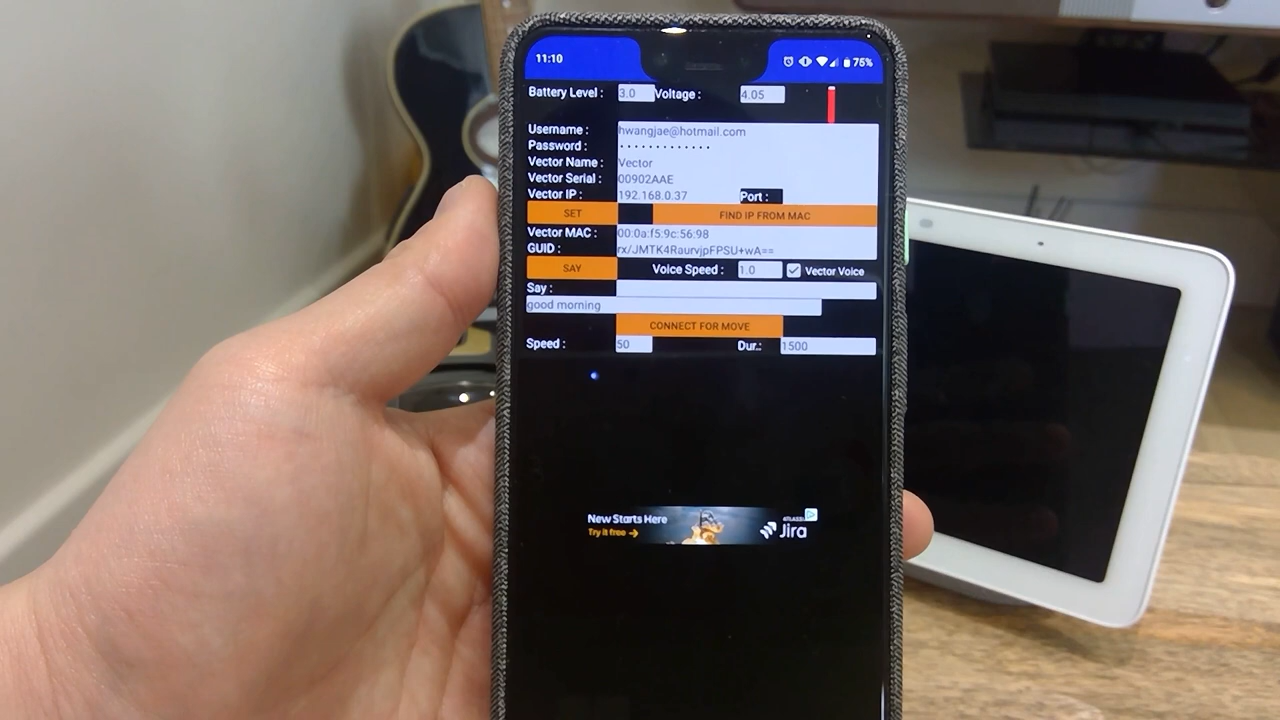 11:10 75%
Battery Level : 3.0 Voltage : 4.05
Username : hwangjae@hotmail.com
Password : • • • • • • • • • • • • •
Vector Name : Vector
Vector Serial : 00902AAE
Vector IP : 192.168.0.37 Port :
SET FIND IP FROM MAC
Vector MAC : 00:0a:f5:9c:56:98
GUID : rx/JMTK4RaurvjpFPSU+wA==
SAY Voice Speed : 1.0 Vector Voice
Say :
good morning
CONNECT FOR MOVE
Speed : 50 Dur.: 1500
New Starts Here
Try it free →
Jira